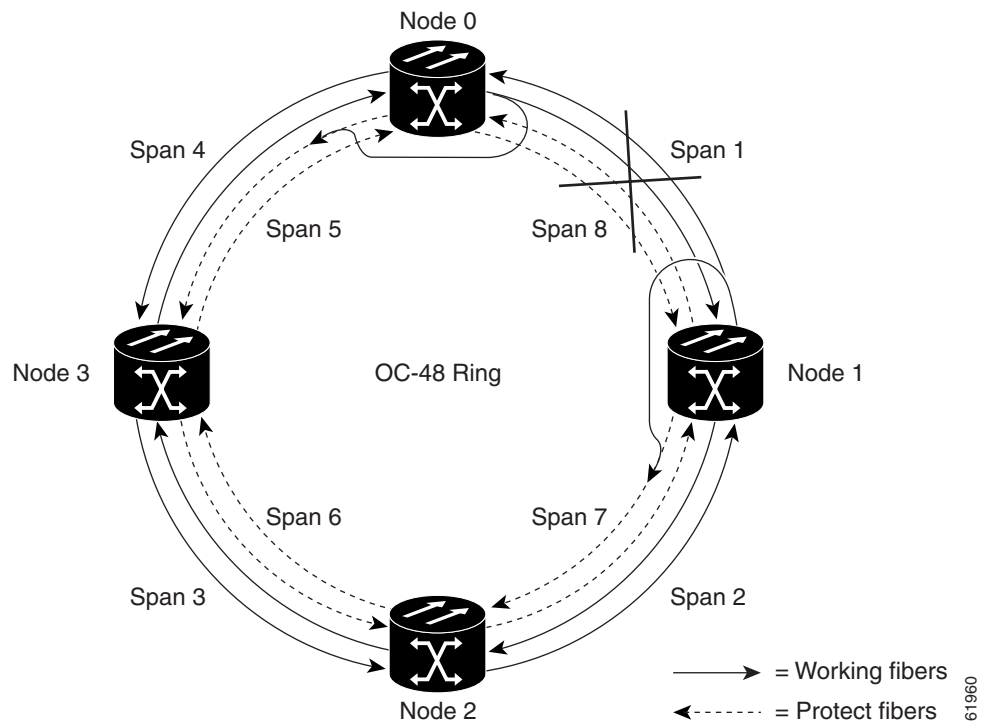 Node 0
Span 4
Span 1
Span 5
Span 8
Node 3
OC-48 Ring
Node 1
Span 6
Span 7
Span 3
Span 2
Node 2
= Working fibers
= Protect fibers
61960